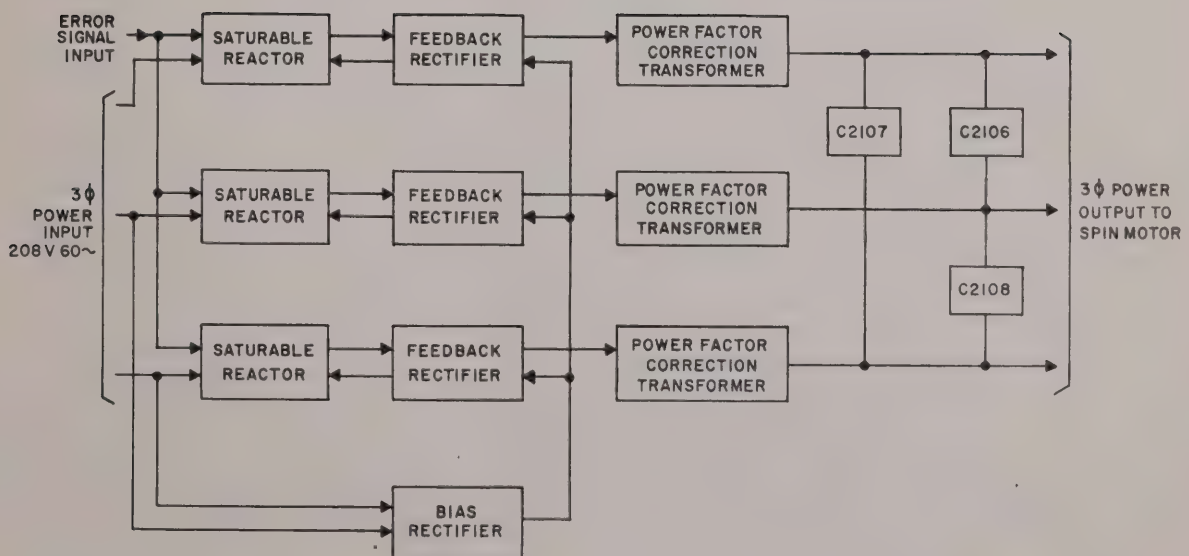 ERROR
SIGNAL
INPUT
SATURABLE
REACTOR
FEEDBACK
RECTIFIER
POWER FACTOR
CORRECTION
TRANSFORMER
C2107
C2106
3ϕ
POWER
INPUT
208 V 60~
SATURABLE
REACTOR
FEEDBACK
RECTIFIER
POWER FACTOR
CORRECTION
TRANSFORMER
3ϕ POWER
OUTPUT TO
SPIN MOTOR
C2108
SATURABLE
REACTOR
FEEDBACK
RECTIFIER
POWER FACTOR
CORRECTION
TRANSFORMER
BIAS
RECTIFIER